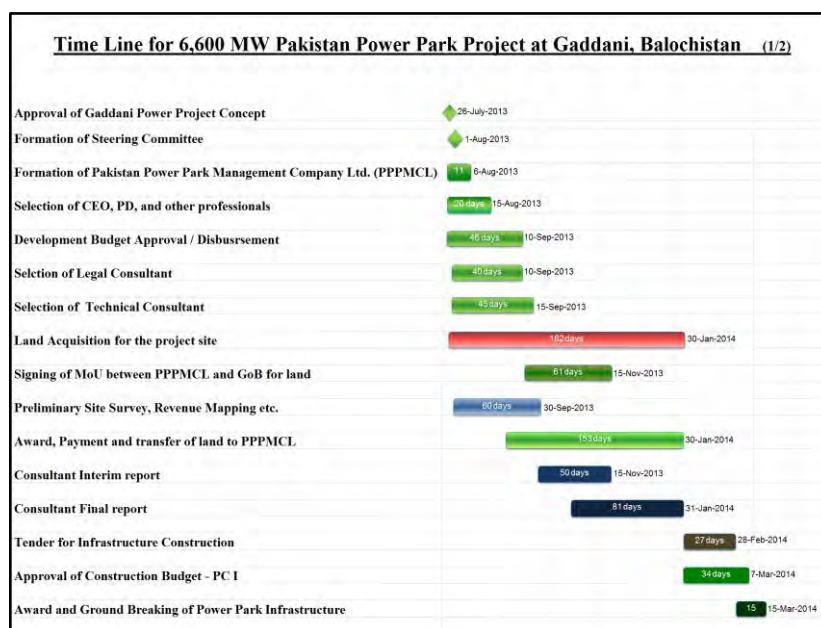 Time Line for 6,600 MW Pakistan Power Park Project at Gaddani, Balochistan (1/2)
Approval of Gaddani Power Project Concept 26-July-2013
Formation of Steering Committee 1-Aug-2013
Formation of Pakistan Power Park Management Company Ltd. (PPPMCL) 11 6-Aug-2013
Selection of CEO, PD, and other professionals 20 days 15-Aug-2013
Development Budget Approval / Disbusrsement 46 days 10-Sep-2013
Selction of Legal Consultant 40 days 10-Sep-2013
Selection of Technical Consultant 45 days 15-Sep-2013
Land Acquisition for the project site 182 days 30-Jan-2014
Signing of MoU between PPPMCL and GoB for land 61 days 15-Nov-2013
Preliminary Site Survey, Revenue Mapping etc. 60 days 30-Sep-2013
Award, Payment and transfer of land to PPPMCL 153 days 30-Jan-2014
Consultant Interim report 50 days 15-Nov-2013
Consultant Final report 81 days 31-Jan-2014
Tender for Infrastructure Construction 27 days 28-Feb-2014
Approval of Construction Budget - PC I 34 days 7-Mar-2014
Award and Ground Breaking of Power Park Infrastructure 15 15-Mar-2014